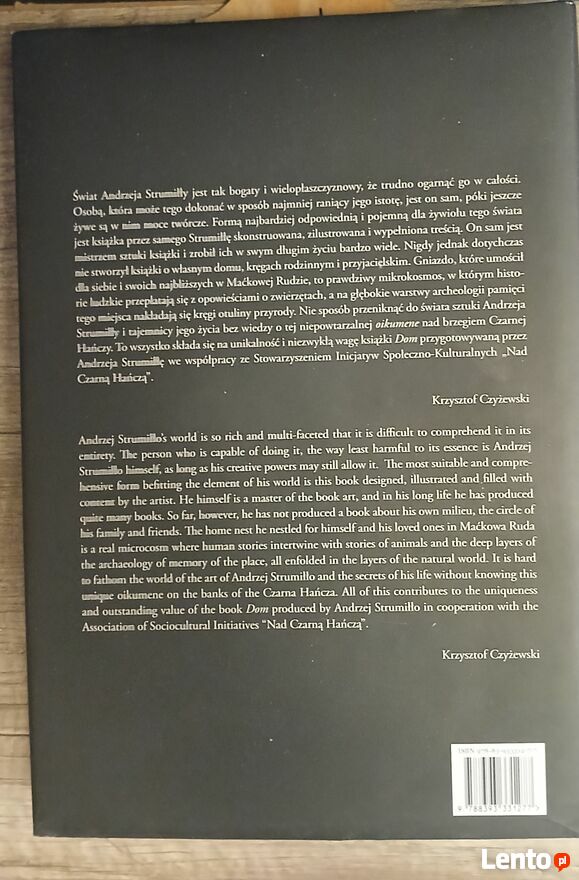 Świat Andrzeja Strumiłły jest tak bogaty i wielopłaszczyznowy, że trudno ogarnąć go w całości.
Osobą, która może tego dokonać w sposób najmniej raniący jego istotę, jest on sam, póki jeszcze
żywe są w nim moce twórcze. Formą najbardziej odpowiednią i pojemną dla żywiołu tego świata
jest książka przez samego Strumiłłę skonstruowana, zilustrowana i wypełniona treścią. On sam jest
mistrzem sztuki książki i zrobił ich w swym długim życiu bardzo wiele. Nigdy jednak dotychczas
nie stworzył książki o własnym domu, kręgach rodzinnym i przyjacielskim. Gniazdo, które umościł
dla siebie i swoich najbliższych w Maćkowej Rudzie, to prawdziwy mikrokosmos, w którym histo-
rie ludzkie przeplatają się z opowieściami o zwierzętach, a na głębokie warstwy archeologii pamięci
tego miejsca nakładają się kręgi otuliny przyrody. Nie sposób przeniknąć do świata sztuki Andrzeja
Strumiłły i tajemnicy jego życia bez wiedzy o tej niepowtarzalnej oikumene nad brzegiem Czarnej
Hańczy. To wszystko składa się na unikalność i niezwykłą wagę książki Dom przygotowywaną przez
Andrzeja Strumiłłę we współpracy ze Stowarzyszeniem Inicjatyw Społeczno-Kulturalnych „Nad
Czarną Hańczą”.
Krzysztof Czyżewski
Andrzej Strumiłło's world is so rich and multi-faceted that it is difficult to comprehend it in its
entirety. The person who is capable of doing it, the way least harmful to its essence is Andrzej
Strumiłło himself, as long as his creative powers may still allow it. The most suitable and compre-
hensive form befitting the element of his world is this book designed, illustrated and filled with
content by the artist. He himself is a master of the book art, and in his long life he has produced
quite many books. So far, however, he has not produced a book about his own milieu, the circle of
his family and friends. The home nest he nestled for himself and his loved ones in Maćkowa Ruda
is a real microcosm where human stories intertwine with stories of animals and the deep layers of
the archaeology of memory of the place, all enfolded in the layers of the natural world. It is hard
to fathom the world of the art of Andrzej Strumiłło and the secrets of his life without knowing this
unique oikumene on the banks of the Czarna Hańcza. All of this contributes to the uniqueness
and outstanding value of the book Dom produced by Andrzej Strumiłło in cooperation with the
Association of Sociocultural Initiatives “Nad Czarną Hańczą”.
Krzysztof Czyżewski
ISBN
9 788393 331277 >
Lento.pl